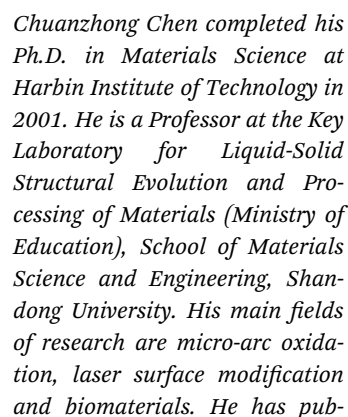 Chuanzhong Chen completed his
Ph.D. in Materials Science at
Harbin Institute of Technology in
2001. He is a Professor at the Key
Laboratory for Liquid-Solid
Structural Evolution and Pro-
cessing of Materials (Ministry of
Education), School of Materials
Science and Engineering, Shan-
dong University. His main fields
of research are micro-arc oxida-
tion, laser surface modification
and biomaterials. He has pub-